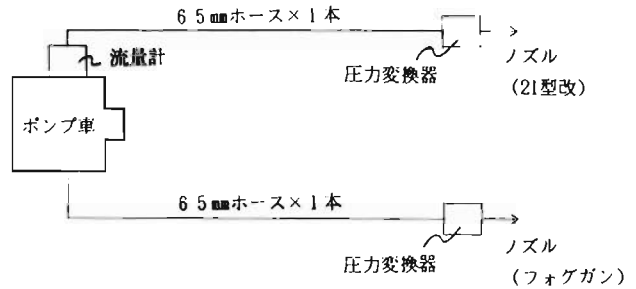 65㎜ホース×1本
流量計
圧力変換器
ノズル
(21型改)
ポンプ車
65㎜ホース×1本
圧力変換器
ノズル
(フォグガン)